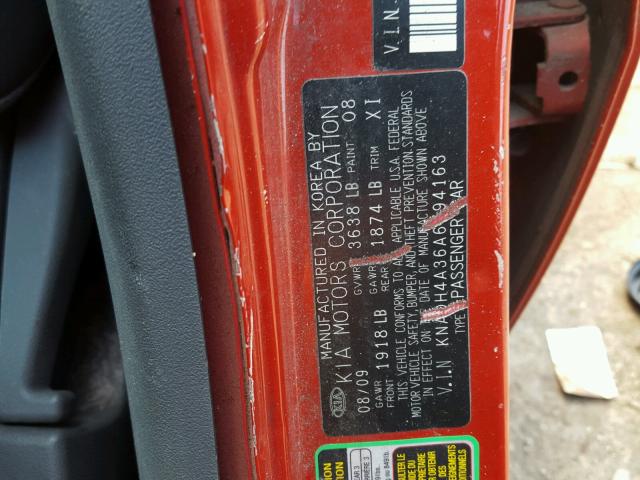 V.I.N.
MANUFACTURED IN KOREA BY
KIA MOTORS CORPORATION
KIA
08/09 GVWR 3638 LB PAINT 08
GAWR FRONT 1918 LB GAWR REAR 1874 LB TRIM XI
THIS VEHICLE CONFORMS TO ALL APPLICABLE U.S.A. FEDERAL
MOTOR VEHICLE SAFETY, BUMPER, AND THEFT PREVENTION STANDARDS
IN EFFECT ON THE DATE OF MANUFACTURE SHOWN ABOVE
V.I.N
TYPE PASSENGER CAR